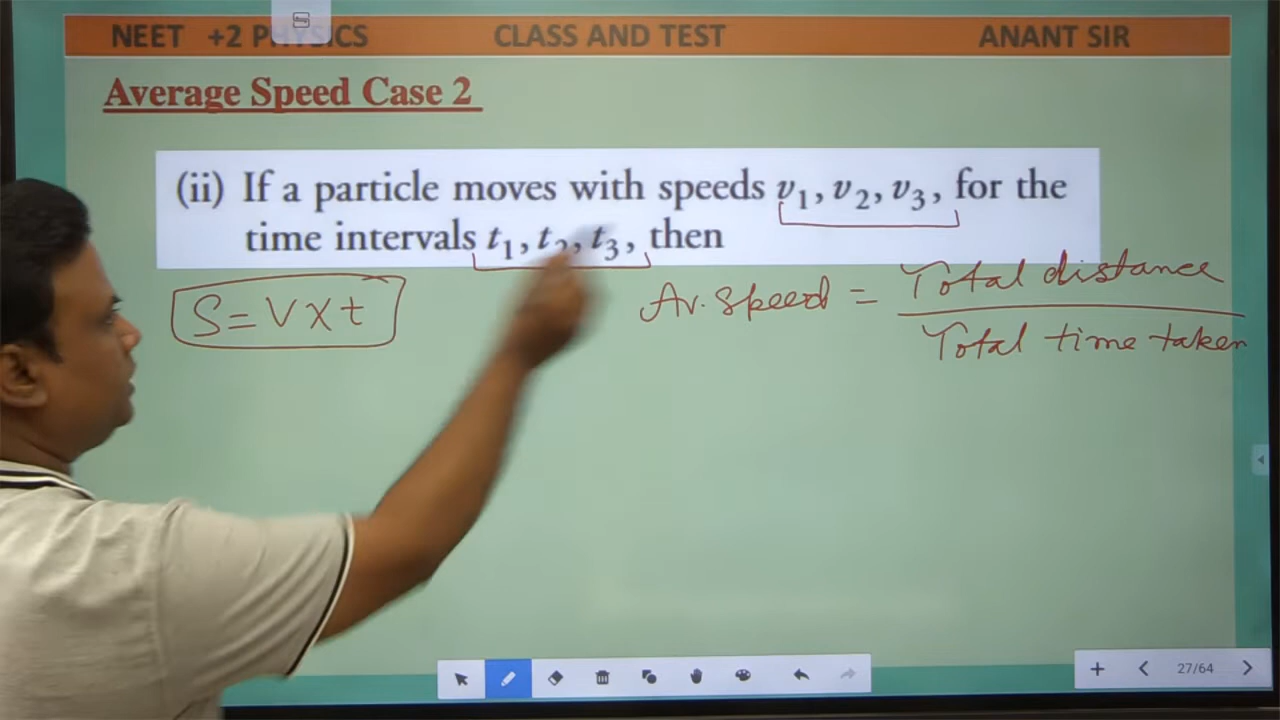 NEET +2 PHYSICS CLASS AND TEST ANANT SIR
Average Speed Case 2
(ii) If a particle moves with speeds v₁, v₂, v₃, for the
time intervals t₁, t₂, t₃, then
S = V × t
Av. Speed = Total distance
Total time taken
27/64